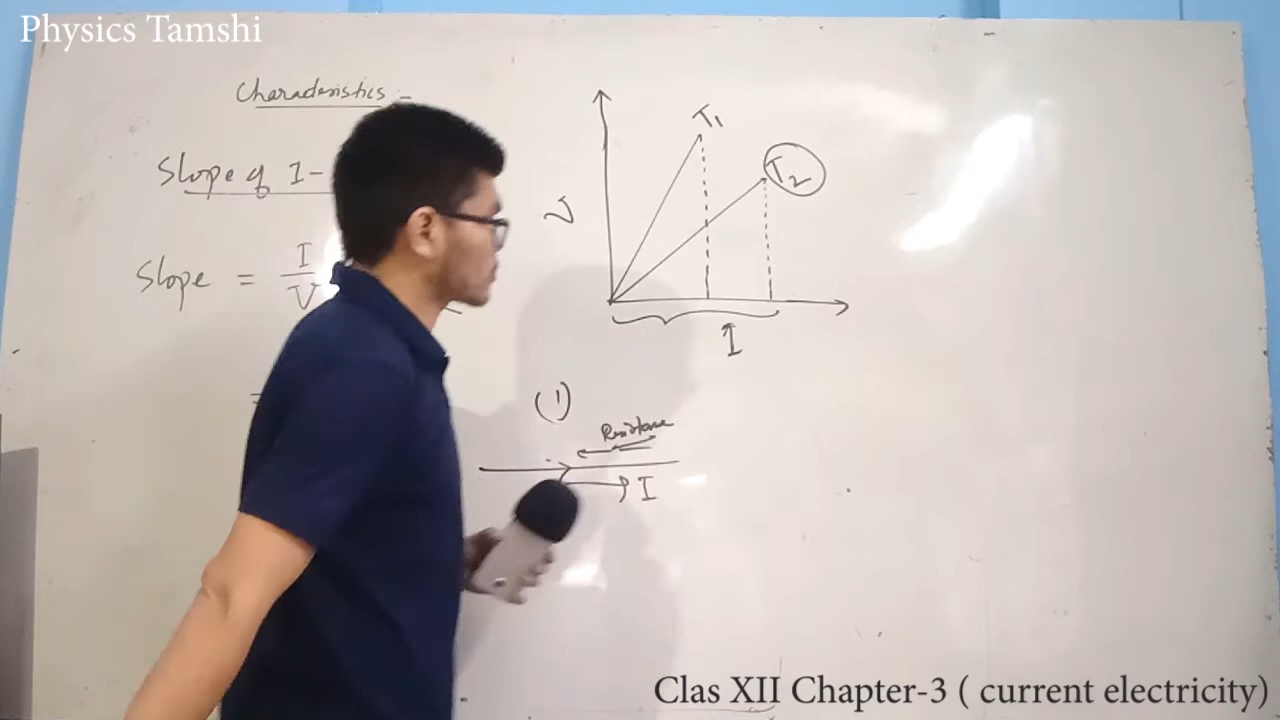 Physics Tamshi
Characteristics -
Slope of I-
Slope = I
V
=
V
T1
T2
I
(1)
Resistance
I
Clas XII Chapter-3 ( current electricity)